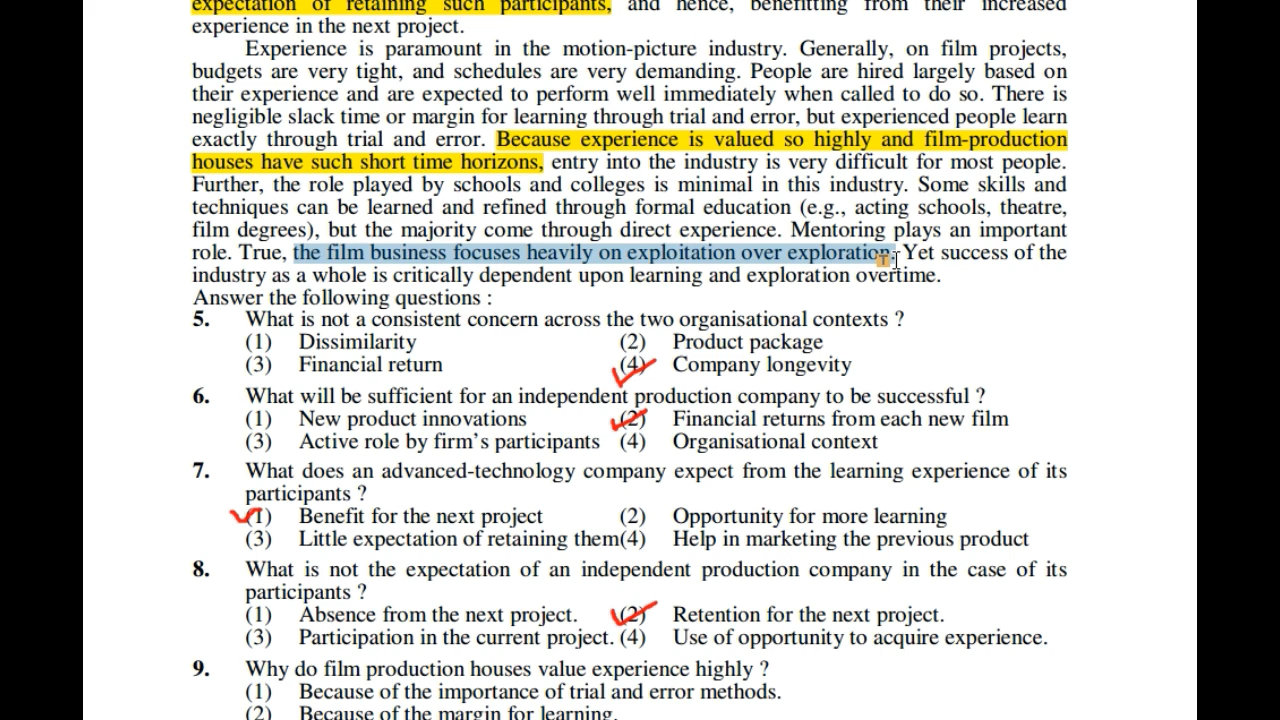 expectation of retaining such participants, and hence, benefitting from their increased
experience in the next project.
Experience is paramount in the motion-picture industry. Generally, on film projects,
budgets are very tight, and schedules are very demanding. People are hired largely based on
their experience and are expected to perform well immediately when called to do so. There is
negligible slack time or margin for learning through trial and error, but experienced people learn
exactly through trial and error. Because experience is valued so highly and film-production
houses have such short time horizons, entry into the industry is very difficult for most people.
Further, the role played by schools and colleges is minimal in this industry. Some skills and
techniques can be learned and refined through formal education (e.g., acting schools, theatre,
film degrees), but the majority come through direct experience. Mentoring plays an important
role. True, the film business focuses heavily on exploitation over exploration. Yet success of the
industry as a whole is critically dependent upon learning and exploration overtime.
Answer the following questions :
5. What is not a consistent concern across the two organisational contexts ?
(1) Dissimilarity (2) Product package
(3) Financial return (4) Company longevity
6. What will be sufficient for an independent production company to be successful ?
(1) New product innovations (2) Financial returns from each new film
(3) Active role by firm's participants (4) Organisational context
7. What does an advanced-technology company expect from the learning experience of its
participants ?
(1) Benefit for the next project (2) Opportunity for more learning
(3) Little expectation of retaining them(4) Help in marketing the previous product
8. What is not the expectation of an independent production company in the case of its
participants ?
(1) Absence from the next project. (2) Retention for the next project.
(3) Participation in the current project. (4) Use of opportunity to acquire experience.
9. Why do film production houses value experience highly ?
(1) Because of the importance of trial and error methods.
(2) Because of the margin for learning.